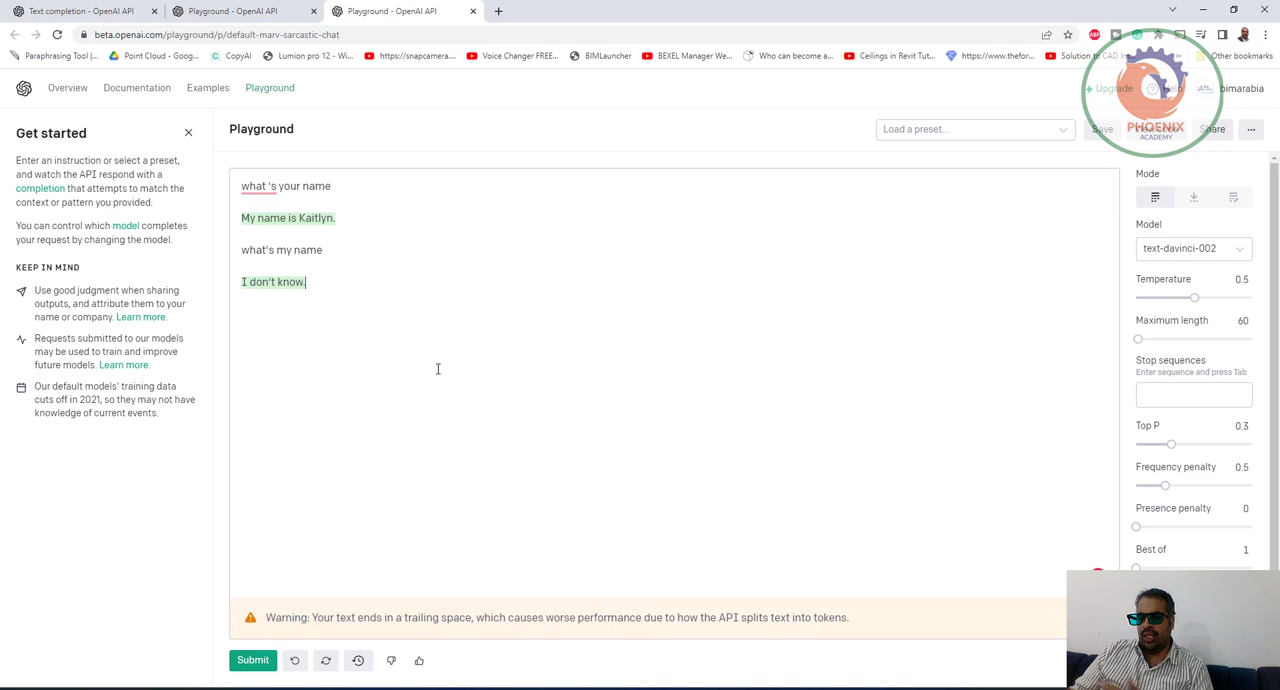 Text completion - OpenAI API
Playground - OpenAI API
Playground - OpenAI API
beta.openai.com/playground/p/default-marv-sarcastic-chat
Paraphrasing Tool |...
Point Cloud - Goog...
CopyAI
Lumion pro 12 - Wi...
https://snapcamera...
Voice Changer FREE...
BIMLauncher
BEXEL Manager We...
Who can become a...
Ceilings in Revit Tut...
https://www.thefor...
Solution to CAD Im
Other bookmarks
Overview
Documentation
Examples
Playground
Upgrade
Help
bimarabia
PHOENIX
ACADEMY
Get started
Enter an instruction or select a preset,
and watch the API respond with a
completion that attempts to match the
context or pattern you provided.
You can control which model completes
your request by changing the model.
KEEP IN MIND
Use good judgment when sharing
outputs, and attribute them to your
name or company. Learn more.
Requests submitted to our models
may be used to train and improve
future models. Learn more.
Our default models' training data
cuts off in 2021, so they may not have
knowledge of current events.
Playground
Load a preset...
Save
Share
what 's your name
My name is Kaitlyn.
what's my name
I don't know.
Warning: Your text ends in a trailing space, which causes worse performance due to how the API splits text into tokens.
Submit
Mode
Model
text-davinci-002
Temperature 0.5
Maximum length 60
Stop sequences
Enter sequence and press Tab
Top P 0.3
Frequency penalty 0.5
Presence penalty 0
Best of 1